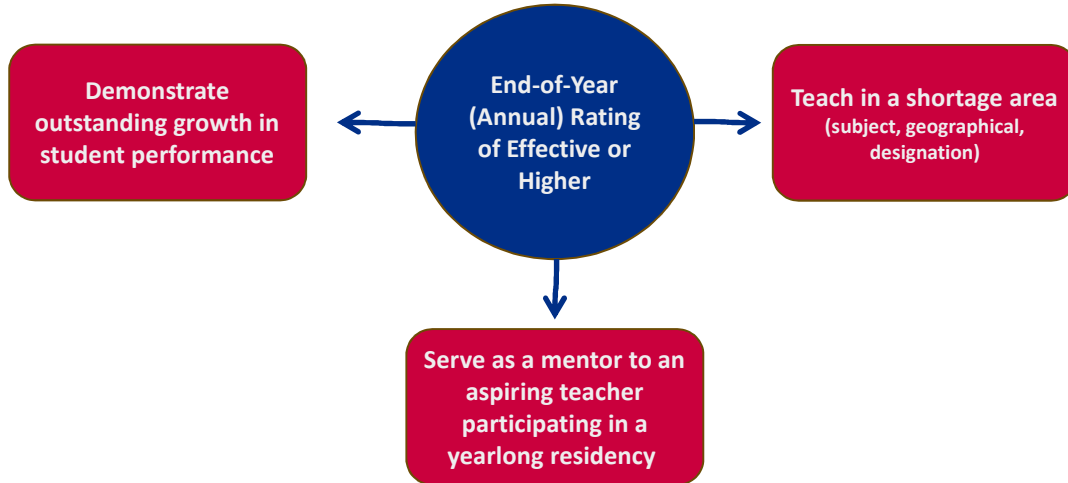 Demonstrate
outstanding growth in
student performance
End-of-Year
(Annual) Rating
of Effective or
Higher
Teach in a shortage area
(subject, geographical,
designation)
Serve as a mentor to an
aspiring teacher
participating in a
yearlong residency